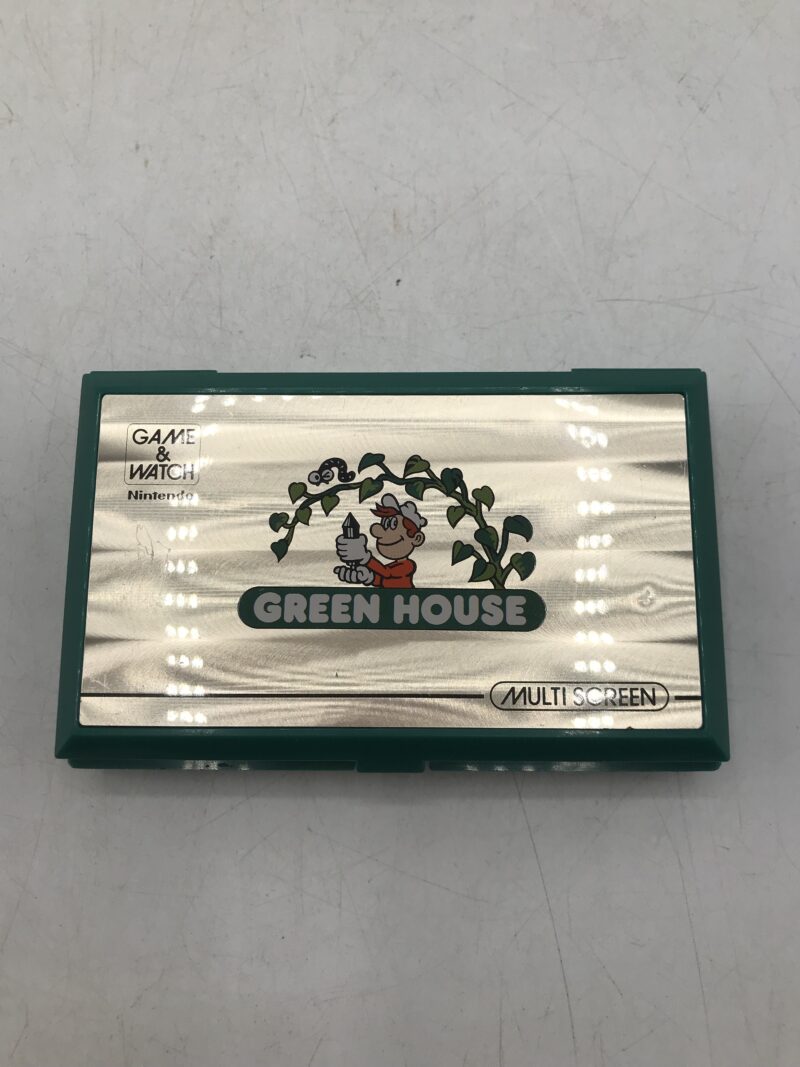 GAME
&
WATCH
Nintendo
GREEN HOUSE
MULTI SCREEN